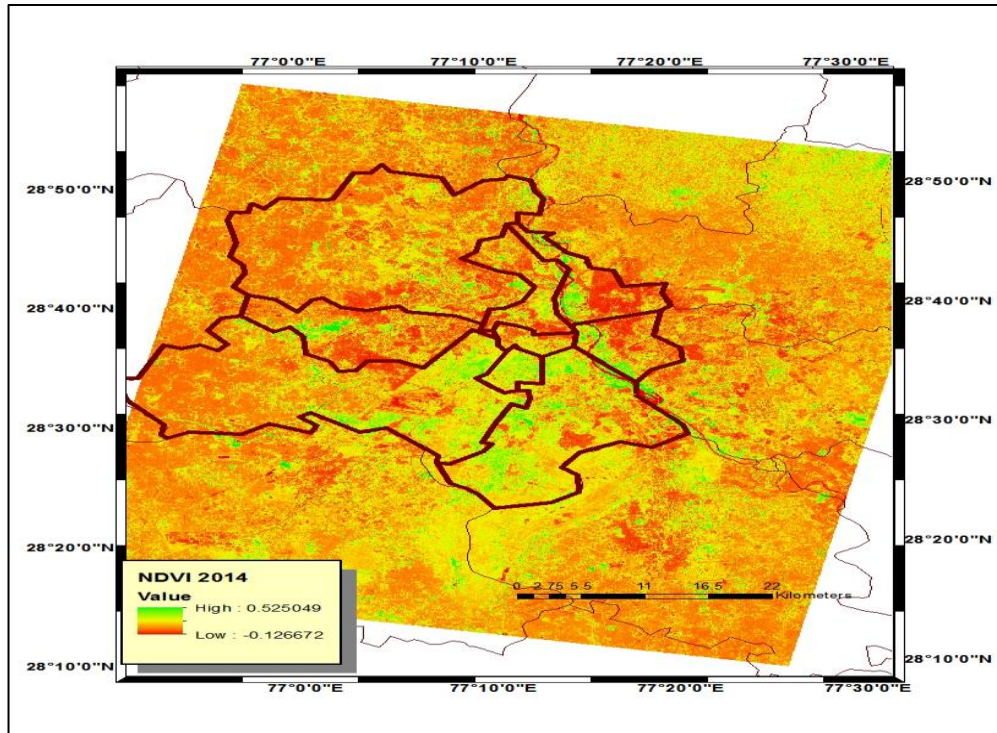 77°0'0"E 77°10'0"E 77°20'0"E 77°30'0"E
28°50'0"N 28°50'0"N
28°40'0"N 28°40'0"N
28°30'0"N 28°30'0"N
28°20'0"N 28°20'0"N
NDVI 2014
Value
High : 0.525049
Low : -0.126672
0 2.75 5.5 11 16.5 22
Kilometers
28°10'0"N 28°10'0"N
77°0'0"E 77°10'0"E 77°20'0"E 77°30'0"E